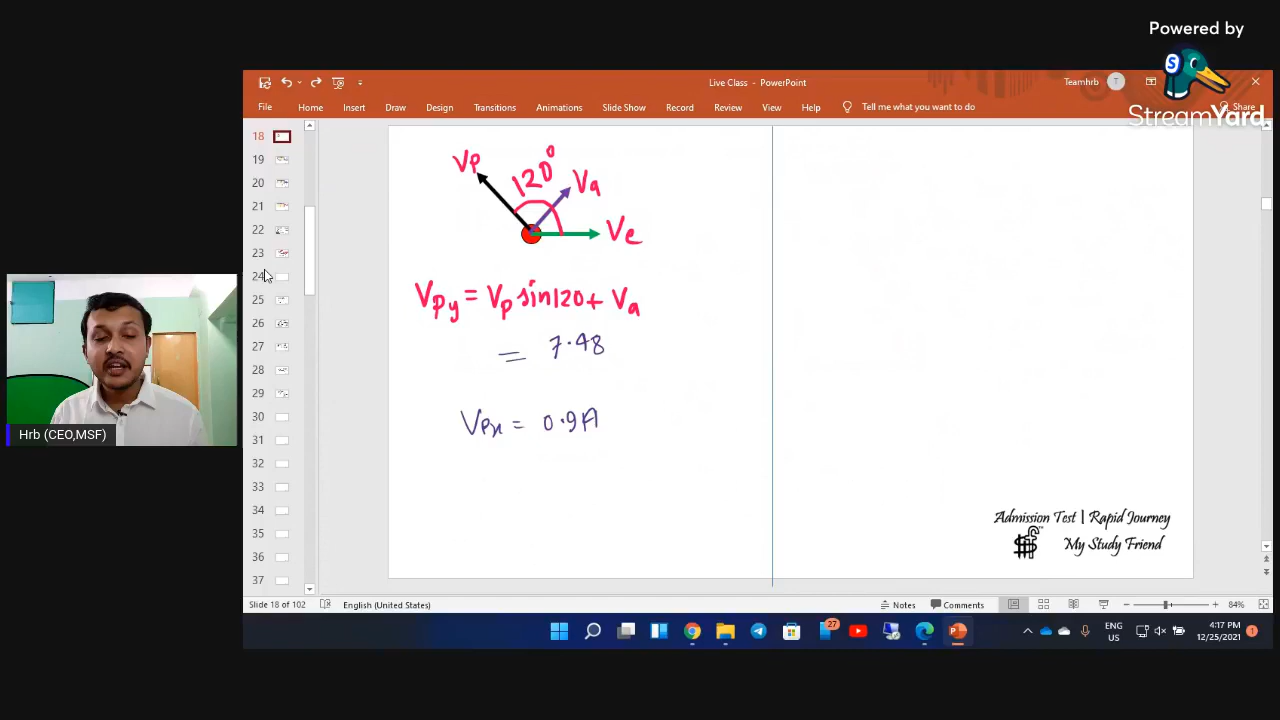 Powered by
StreamYard
Live Class - PowerPoint
Teamhrb
T
File Home Insert Draw Design Transitions Animations Slide Show Record Review View Help Tell me what you want to do
Share
18
19
20
21
22
23
24
25
26
27
28
29
30
31
32
33
34
35
36
37
Vp
120°
Va
Ve
Vpy = Vp sin120 + Va
= 7.48
Vpx = 0.9A
Admission Test | Rapid Journey
My Study Friend
Hrb (CEO,MSF)
Slide 18 of 102
English (United States)
Notes
Comments
84%
27
ENG
US
4:17 PM
12/25/2021
1